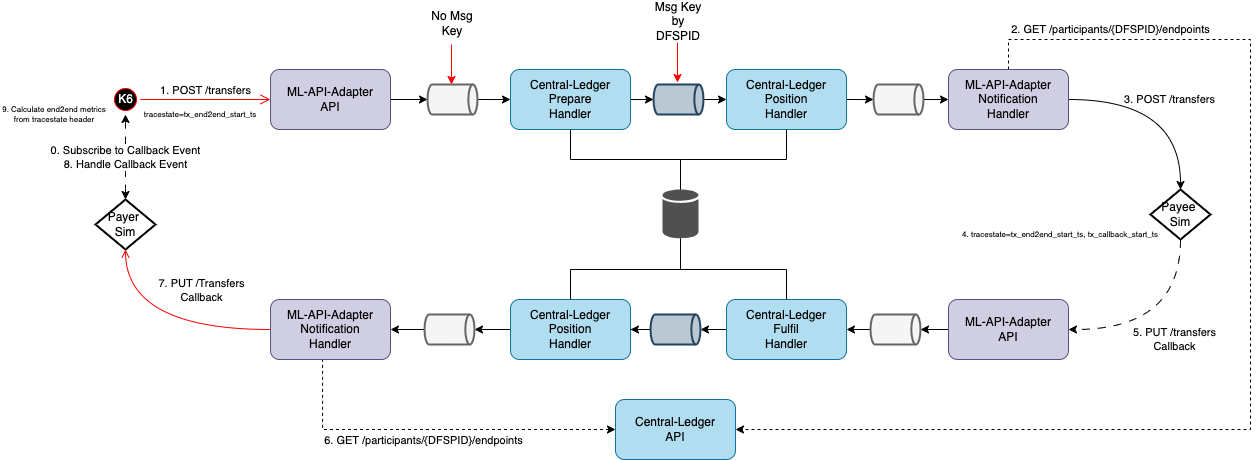 No Msg
Key
Msg Key
by
DFSPID
2. GET /participants/{DFSPID}/endpoints
K6
1. POST /transfers
tracestate=tx_end2end_start_ts
9. Calculate end2end metrics
from tracestate header
ML-API-Adapter
API
Central-Ledger
Prepare
Handler
Central-Ledger
Position
Handler
ML-API-Adapter
Notification
Handler
3. POST /transfers
0. Subscribe to Callback Event
8. Handle Callback Event
Payer
Sim
Payee
Sim
4. tracestate=tx_end2end_start_ts, tx_callback_start_ts
7. PUT /Transfers
Callback
ML-API-Adapter
Notification
Handler
Central-Ledger
Position
Handler
Central-Ledger
Fulfil
Handler
ML-API-Adapter
API
5. PUT /transfers
Callback
6. GET /participants/{DFSPID}/endpoints
Central-Ledger
API